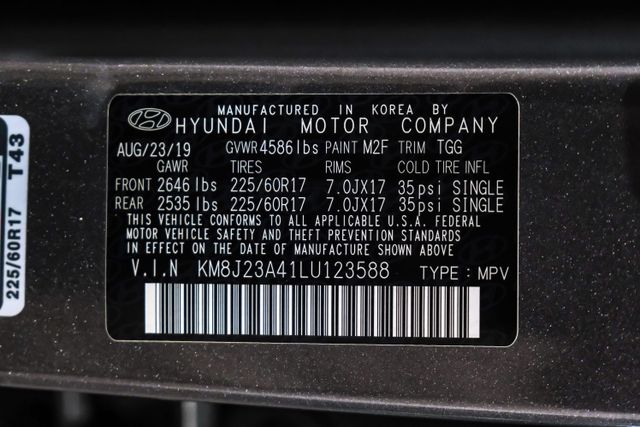 MANUFACTURED IN KOREA BY
HYUNDAI MOTOR COMPANY
AUG/23/19 GVWR 4586 lbs PAINT M2F TRIM TGG
GAWR TIRES RIMS COLD TIRE INFL
FRONT 2646 lbs 225/60R17 7.0JX17 35psi SINGLE
REAR 2535 lbs 225/60R17 7.0JX17 35psi SINGLE
THIS VEHICLE CONFORMS TO ALL APPLICABLE U.S.A. FEDERAL
MOTOR VEHICLE SAFETY AND THEFT PREVENTION STANDARDS
IN EFFECT ON THE DATE OF MANUFACTURE SHOWN ABOVE
V.I.N KM8J23A41LU123588 TYPE : MPV
225/60R17 T43